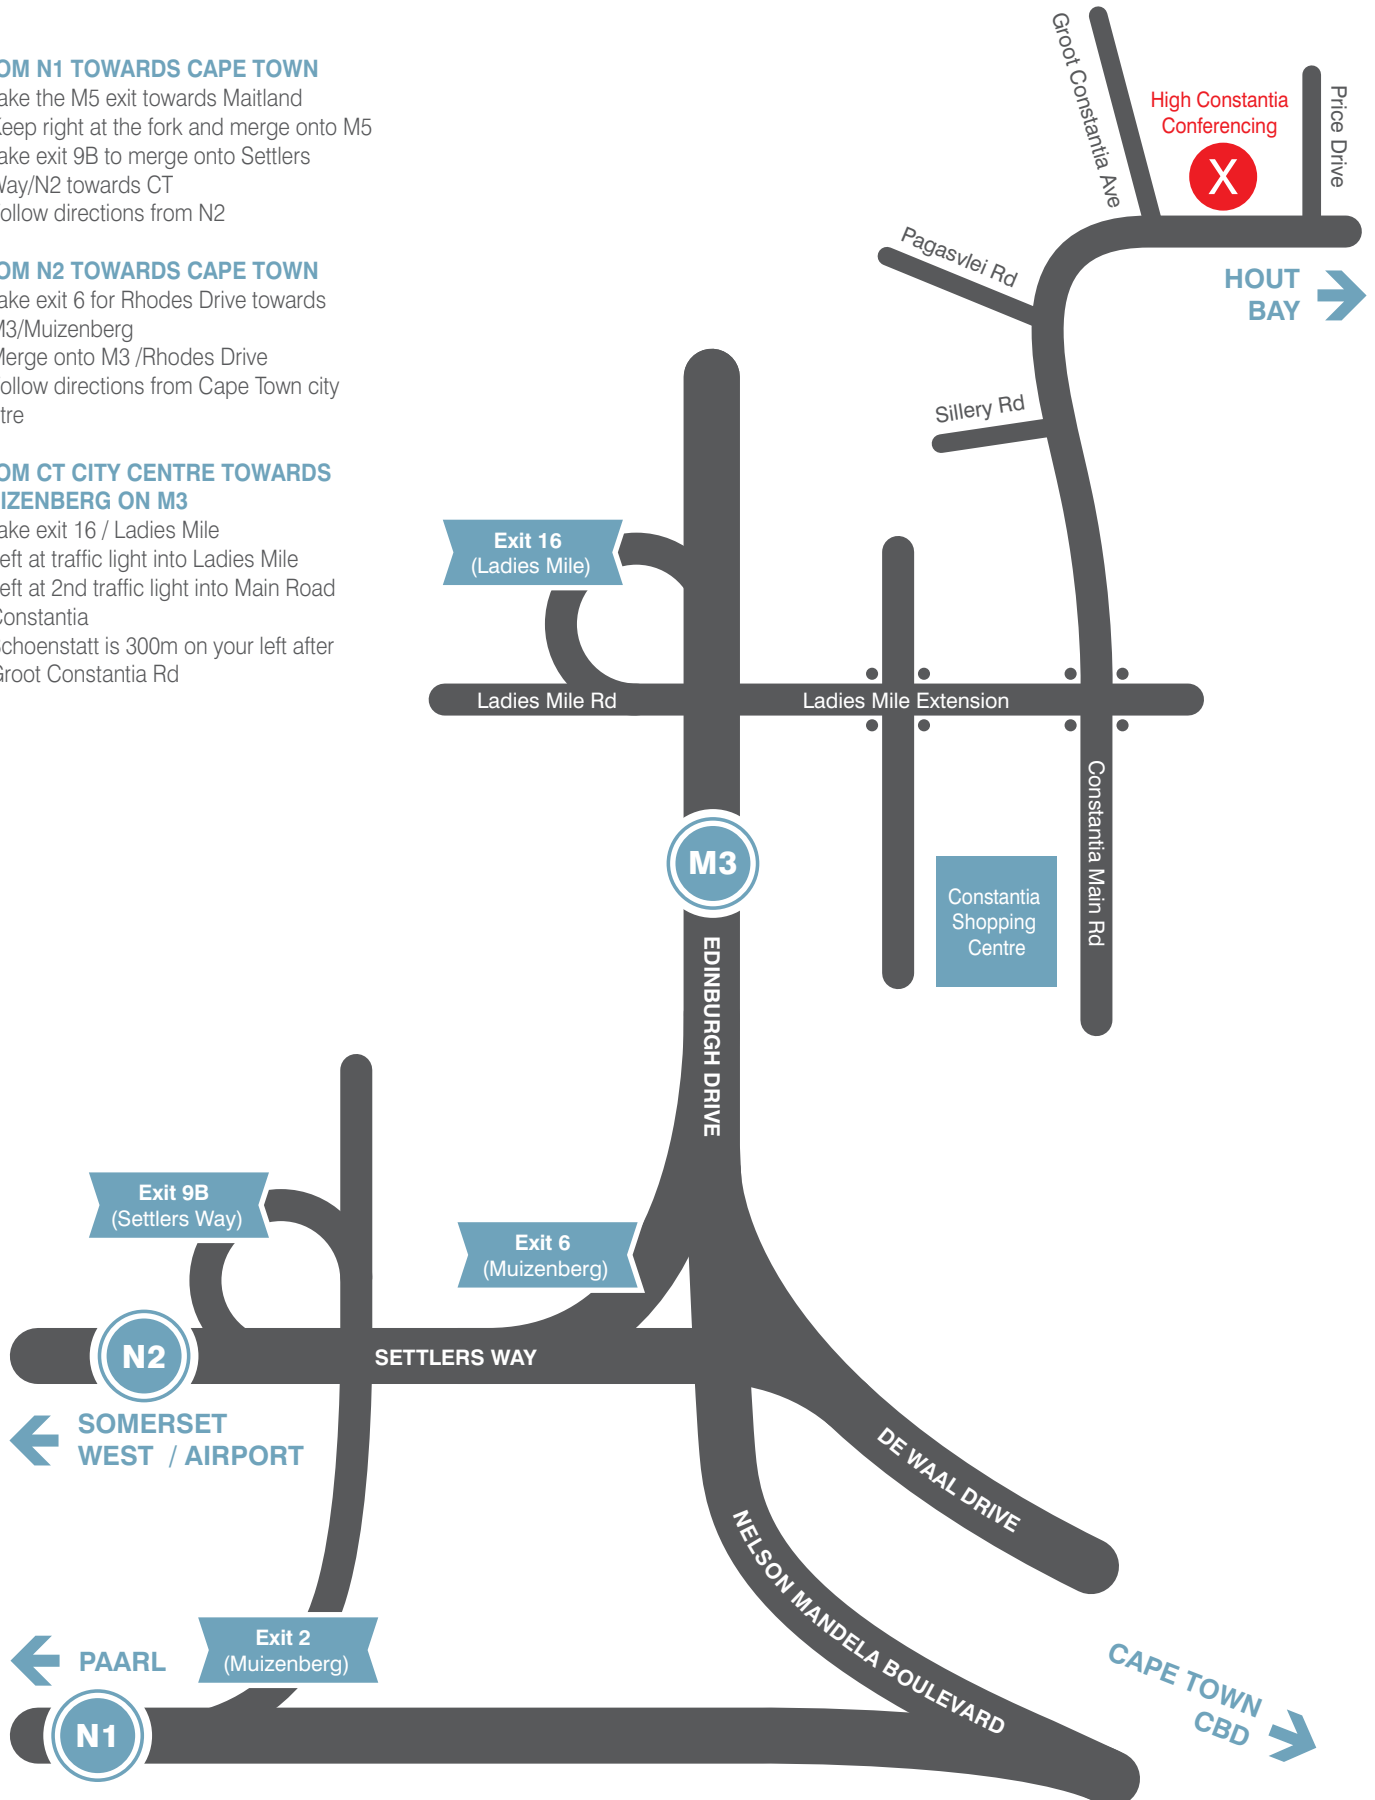 OM N1 TOWARDS CAPE TOWN
ake the M5 exit towards Maitland
eep right at the fork and merge onto M5
ake exit 9B to merge onto Settlers
Way/N2 towards CT
ollow directions from N2
OM N2 TOWARDS CAPE TOWN
ake exit 6 for Rhodes Drive towards
M3/Muizenberg
Merge onto M3 /Rhodes Drive
ollow directions from Cape Town city
tre
OM CT CITY CENTRE TOWARDS
IZENBERG ON M3
ake exit 16 / Ladies Mile
eft at traffic light into Ladies Mile
eft at 2nd traffic light into Main Road
Constantia
choenstatt is 300m on your left after
Groot Constantia Rd
Groot Constantia Ave
High Constantia
Conferencing
X
Price Drive
Pagasvlei Rd
HOUT
BAY
Sillery Rd
Exit 16
(Ladies Mile)
Ladies Mile Rd
Ladies Mile Extension
Constantia Main Rd
M3
Constantia
Shopping
Centre
EDINBURGH DRIVE
Exit 9B
(Settlers Way)
Exit 6
(Muizenberg)
N2
SETTLERS WAY
SOMERSET
WEST / AIRPORT
DE WAAL DRIVE
NELSON MANDELA BOULEVARD
Exit 2
(Muizenberg)
PAARL
N1
CAPE TOWN
CBD